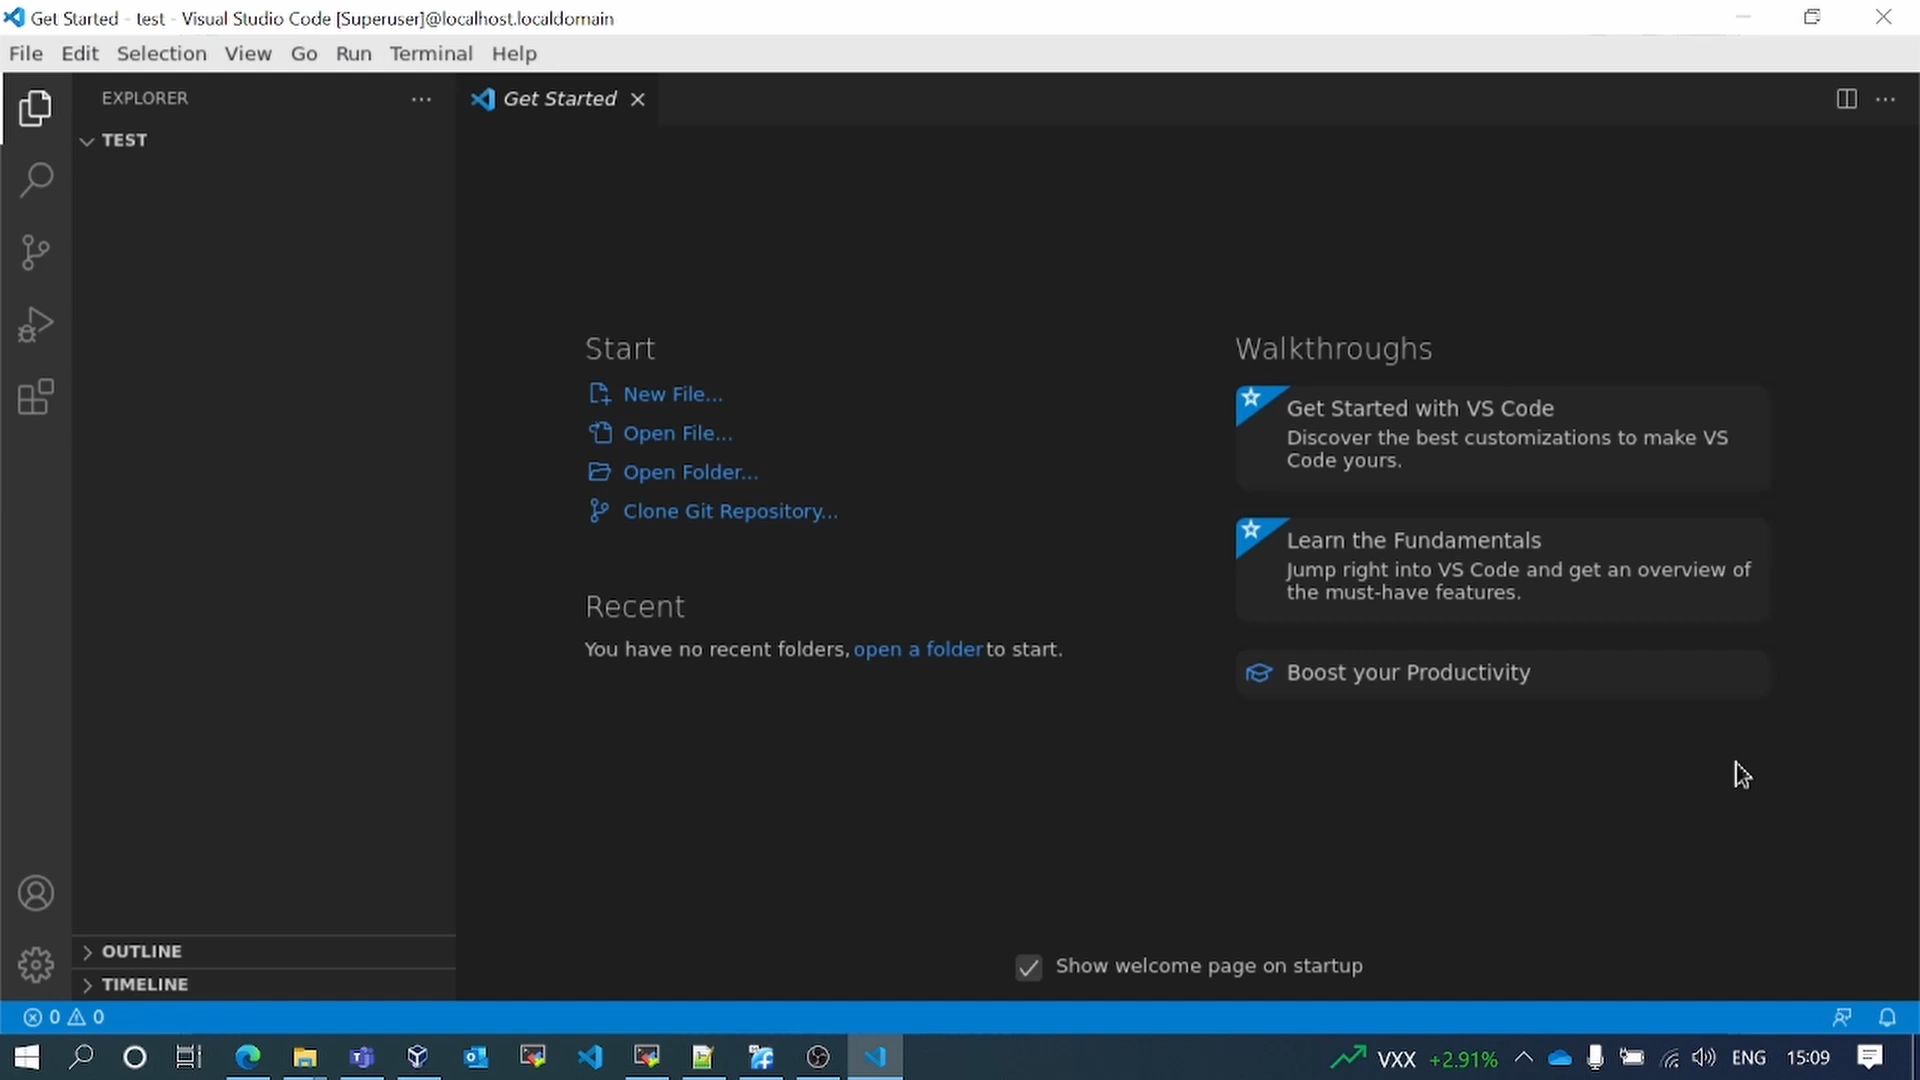 Get Started - test - Visual Studio Code [Superuser]@localhost.localdomain
File Edit Selection View Go Run Terminal Help
EXPLORER
Get Started
TEST
Start
New File...
Open File...
Open Folder...
Clone Git Repository...
Recent
You have no recent folders, open a folder to start.
Walkthroughs
Get Started with VS Code
Discover the best customizations to make VS
Code yours.
Learn the Fundamentals
Jump right into VS Code and get an overview of
the must-have features.
Boost your Productivity
OUTLINE
TIMELINE
Show welcome page on startup
0 0
VXX +2.91% ENG 15:09